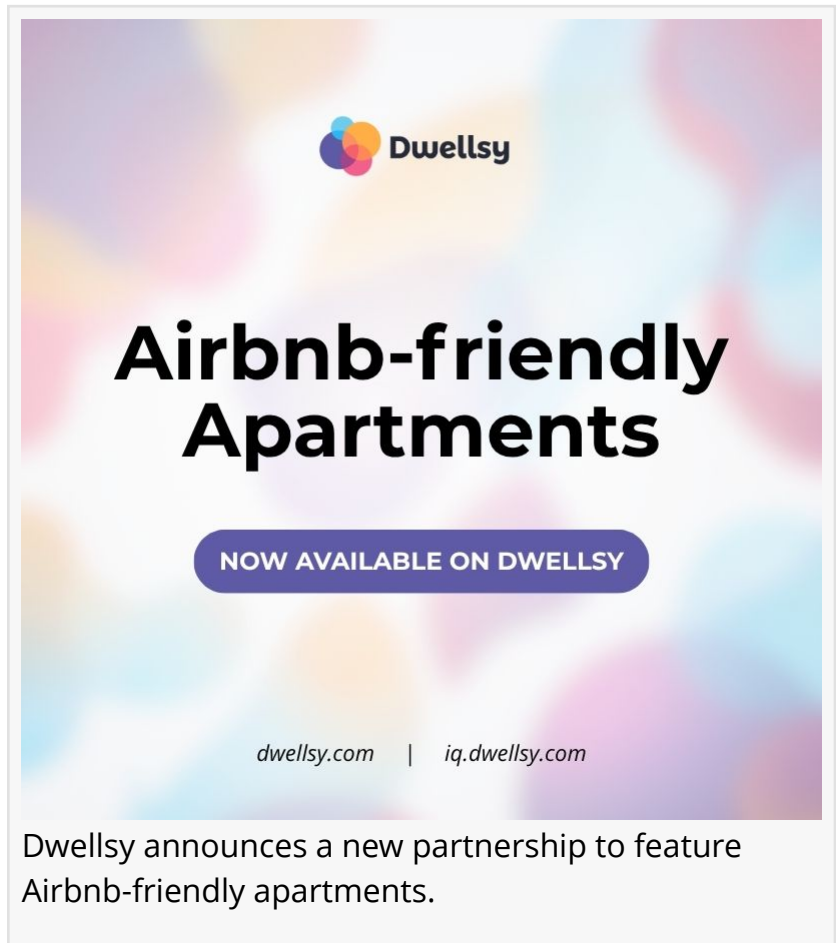 Dwellsy
Airbnb-friendly
Apartments
NOW AVAILABLE ON DWELLSY
dwellsy.com | iq.dwellsy.com
Dwellsy announces a new partnership to feature
Airbnb-friendly apartments.